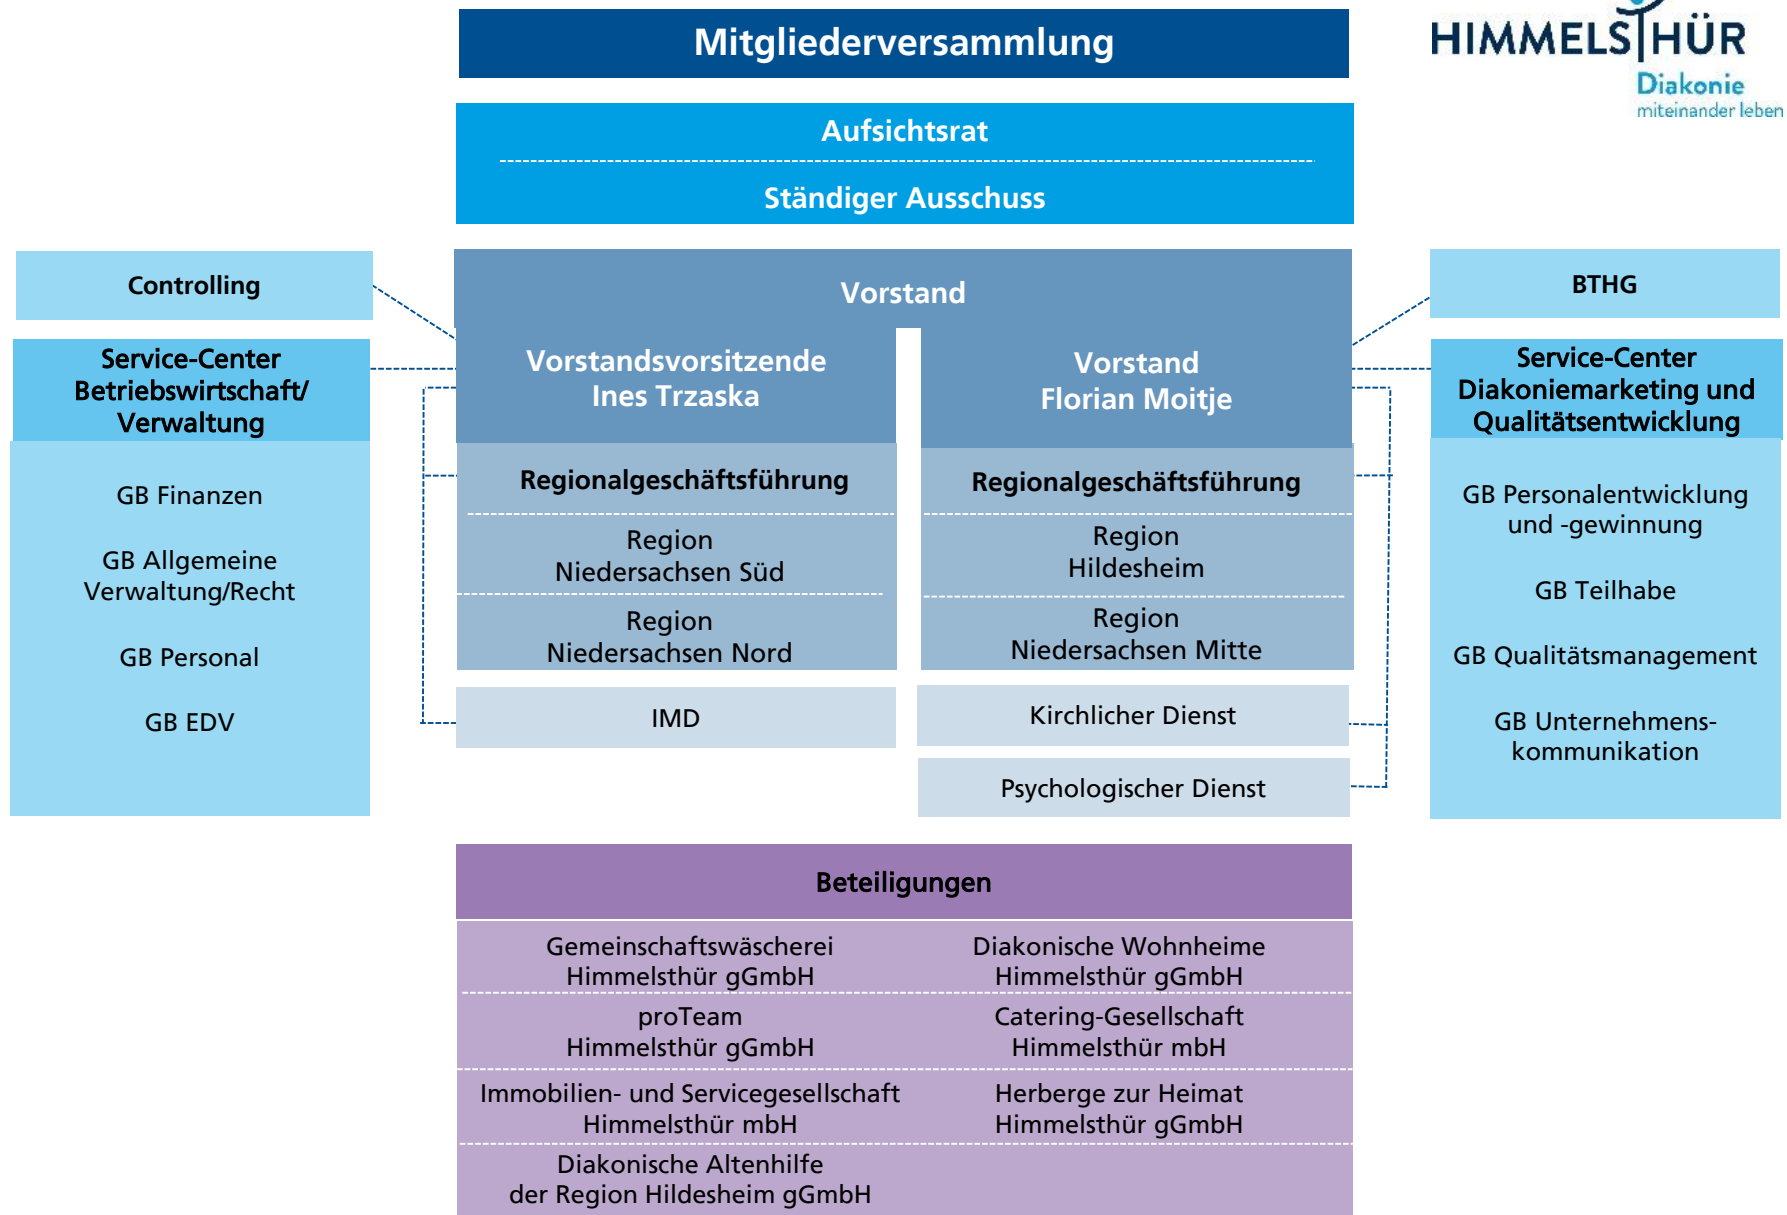 Mitgliederversammlung
HIMMELSTHÜR
Diakonie
miteinander leben
Aufsichtsrat
Ständiger Ausschuss
Controlling
Service-Center
Betriebswirtschaft/
Verwaltung
GB Finanzen
GB Allgemeine
Verwaltung/Recht
GB Personal
GB EDV
Vorstand
Vorstandsvorsitzende
Ines Trzaska
Regionalgeschäftsführung
Region
Niedersachsen Süd
Region
Niedersachsen Nord
IMD
Vorstand
Florian Moitje
Regionalgeschäftsführung
Region
Hildesheim
Region
Niedersachsen Mitte
Kirchlicher Dienst
Psychologischer Dienst
BTHG
Service-Center
Diakoniemarketing und
Qualitätsentwicklung
GB Personalentwicklung
und -gewinnung
GB Teilhabe
GB Qualitätsmanagement
GB Unternehmens-
kommunikation
Beteiligungen
Gemeinschaftswäscherei
Himmelsthür gGmbH
Diakonische Wohnheime
Himmelsthür gGmbH
proTeam
Himmelsthür gGmbH
Catering-Gesellschaft
Himmelsthür mbH
Immobilien- und Servicegesellschaft
Himmelsthür mbH
Herberge zur Heimat
Himmelsthür gGmbH
Diakonische Altenhilfe
der Region Hildesheim gGmbH